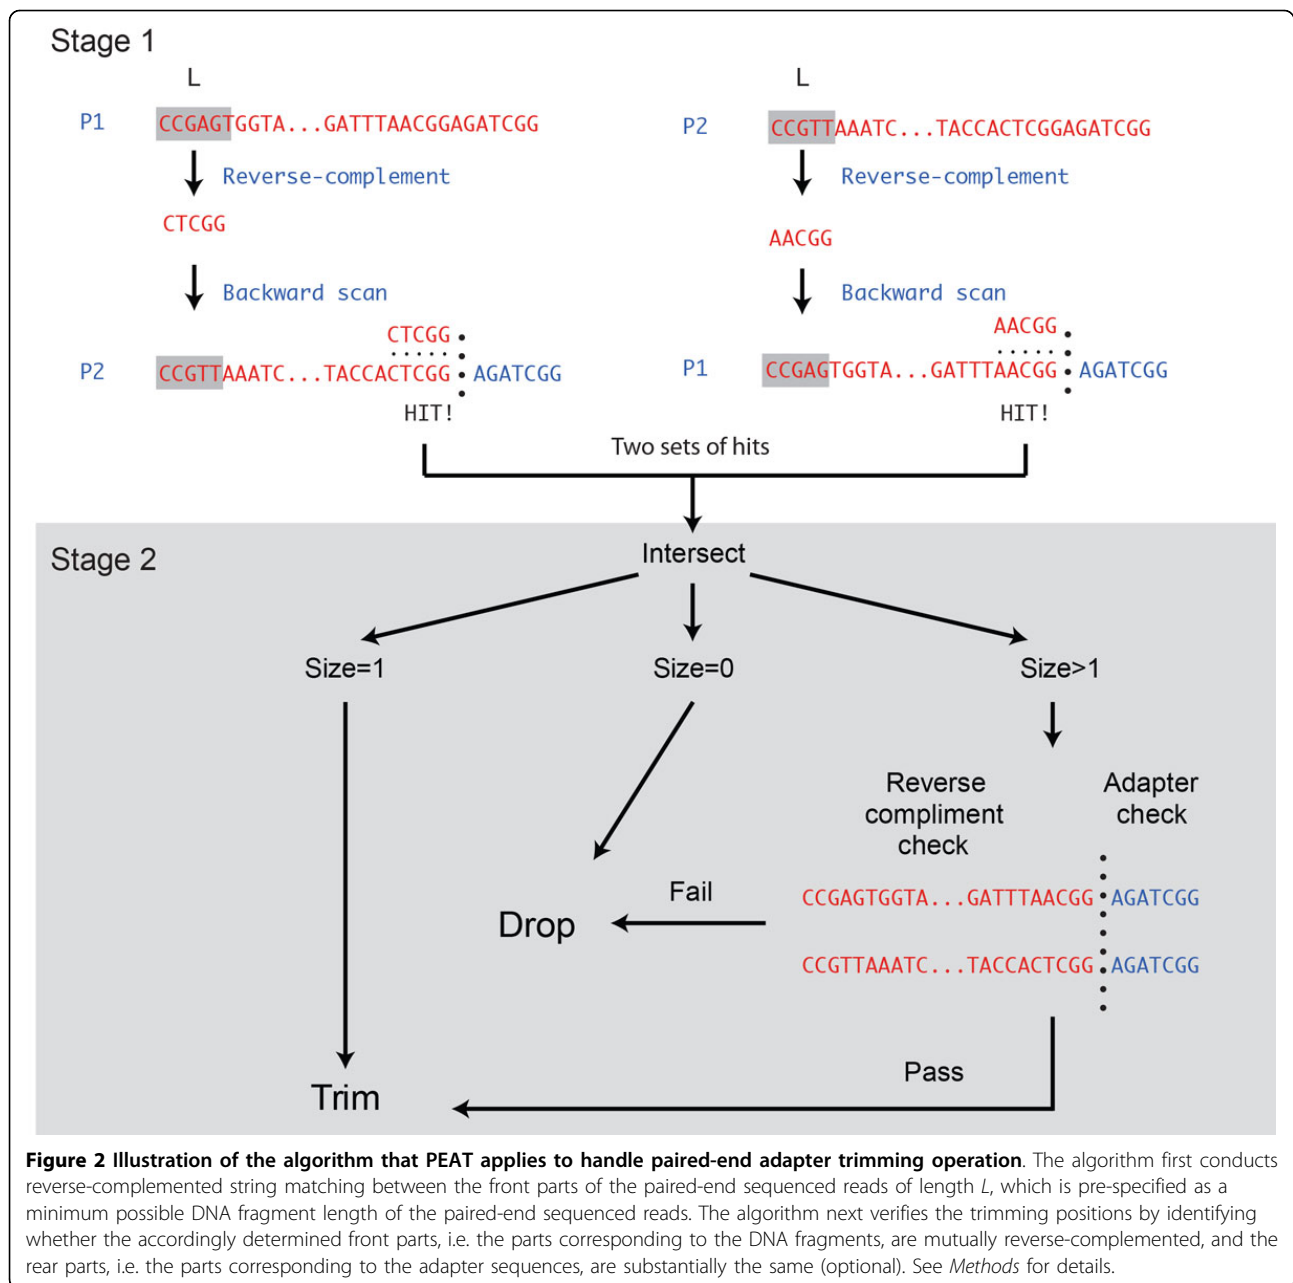 Stage 1
L
P1 CCGAGTGGTA...GATTTAACGGAGATCGG
Reverse-complement
CTCGG
Backward scan
CTCGG
P2 CCGTTAAATC...TACCACTCGG AGATCGG
HIT!
L
P2 CCGTTAAATC...TACCACTCGGAGATCGG
Reverse-complement
AACGG
Backward scan
AACGG
P1 CCGAGTGGTA...GATTTAACGG AGATCGG
HIT!
Two sets of hits
Stage 2
Intersect
Size=1 Size=0 Size>1
Reverse
compliment
check
Adapter
check
CCGAGTGGTA...GATTTAACGG AGATCGG
CCGTTAAATC...TACCACTCGG AGATCGG
Fail
Drop
Pass
Trim
Figure 2 Illustration of the algorithm that PEAT applies to handle paired-end adapter trimming operation. The algorithm first conducts
reverse-complemented string matching between the front parts of the paired-end sequenced reads of length L, which is pre-specified as a
minimum possible DNA fragment length of the paired-end sequenced reads. The algorithm next verifies the trimming positions by identifying
whether the accordingly determined front parts, i.e. the parts corresponding to the DNA fragments, are mutually reverse-complemented, and the
rear parts, i.e. the parts corresponding to the adapter sequences, are substantially the same (optional). See Methods for details.